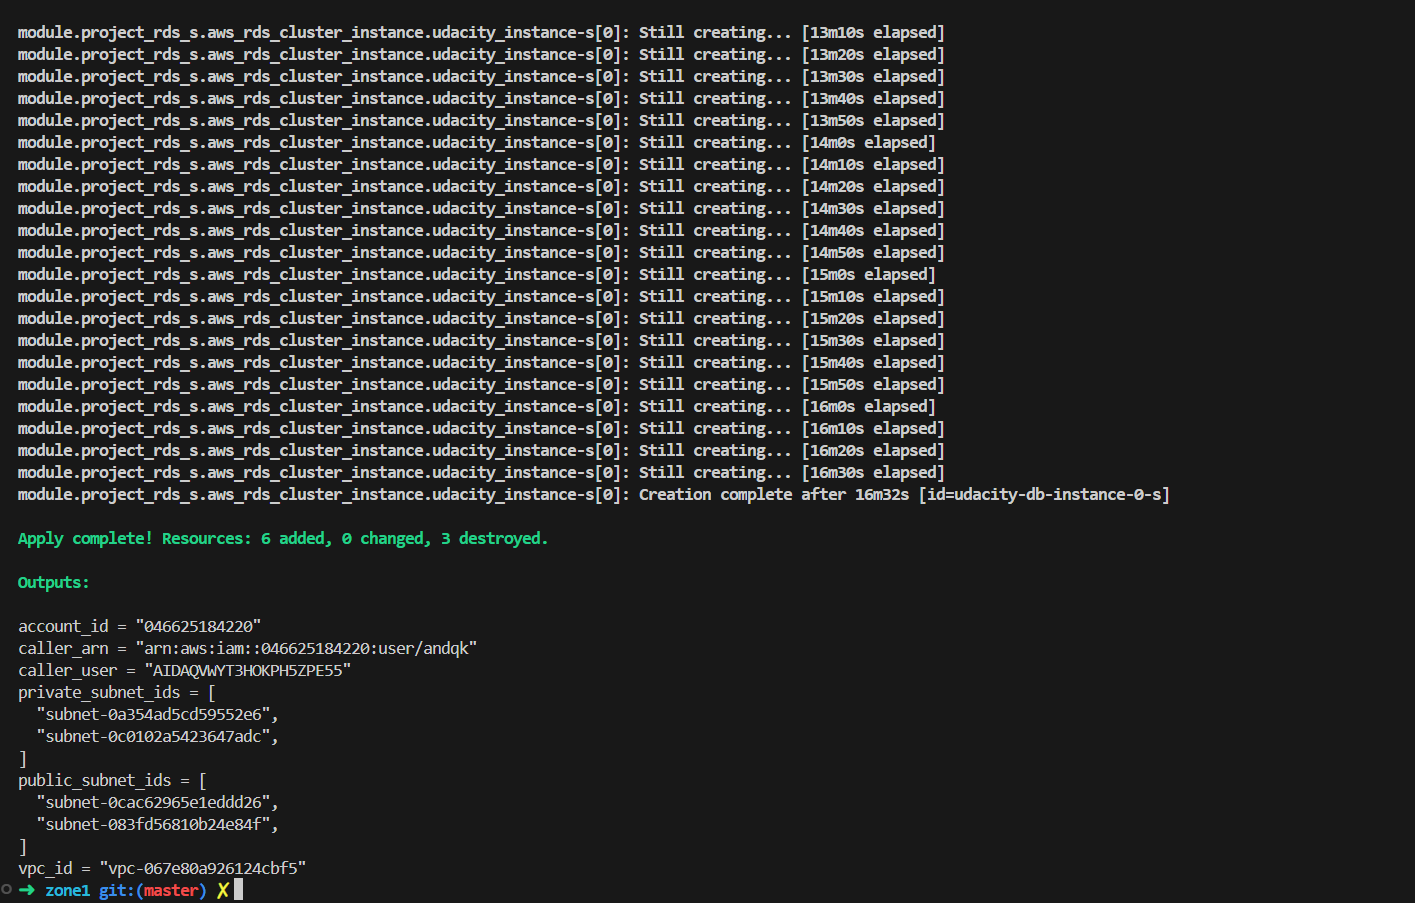 module.project_rds_s.aws_rds_cluster_instance.udacity_instance-s[0]: Still creating... [13m10s elapsed]
module.project_rds_s.aws_rds_cluster_instance.udacity_instance-s[0]: Still creating... [13m20s elapsed]
module.project_rds_s.aws_rds_cluster_instance.udacity_instance-s[0]: Still creating... [13m30s elapsed]
module.project_rds_s.aws_rds_cluster_instance.udacity_instance-s[0]: Still creating... [13m40s elapsed]
module.project_rds_s.aws_rds_cluster_instance.udacity_instance-s[0]: Still creating... [13m50s elapsed]
module.project_rds_s.aws_rds_cluster_instance.udacity_instance-s[0]: Still creating... [14m0s elapsed]
module.project_rds_s.aws_rds_cluster_instance.udacity_instance-s[0]: Still creating... [14m10s elapsed]
module.project_rds_s.aws_rds_cluster_instance.udacity_instance-s[0]: Still creating... [14m20s elapsed]
module.project_rds_s.aws_rds_cluster_instance.udacity_instance-s[0]: Still creating... [14m30s elapsed]
module.project_rds_s.aws_rds_cluster_instance.udacity_instance-s[0]: Still creating... [14m40s elapsed]
module.project_rds_s.aws_rds_cluster_instance.udacity_instance-s[0]: Still creating... [14m50s elapsed]
module.project_rds_s.aws_rds_cluster_instance.udacity_instance-s[0]: Still creating... [15m0s elapsed]
module.project_rds_s.aws_rds_cluster_instance.udacity_instance-s[0]: Still creating... [15m10s elapsed]
module.project_rds_s.aws_rds_cluster_instance.udacity_instance-s[0]: Still creating... [15m20s elapsed]
module.project_rds_s.aws_rds_cluster_instance.udacity_instance-s[0]: Still creating... [15m30s elapsed]
module.project_rds_s.aws_rds_cluster_instance.udacity_instance-s[0]: Still creating... [15m40s elapsed]
module.project_rds_s.aws_rds_cluster_instance.udacity_instance-s[0]: Still creating... [15m50s elapsed]
module.project_rds_s.aws_rds_cluster_instance.udacity_instance-s[0]: Still creating... [16m0s elapsed]
module.project_rds_s.aws_rds_cluster_instance.udacity_instance-s[0]: Still creating... [16m10s elapsed]
module.project_rds_s.aws_rds_cluster_instance.udacity_instance-s[0]: Still creating... [16m20s elapsed]
module.project_rds_s.aws_rds_cluster_instance.udacity_instance-s[0]: Still creating... [16m30s elapsed]
module.project_rds_s.aws_rds_cluster_instance.udacity_instance-s[0]: Creation complete after 16m32s [id=udacity-db-instance-0-s]
Apply complete! Resources: 6 added, 0 changed, 3 destroyed.
Outputs:
account_id = "046625184220"
caller_arn = "arn:aws:iam::046625184220:user/andqk"
caller_user = "AIDAQVWYT3HOKPH5ZPE55"
private_subnet_ids = [
  "subnet-0a354ad5cd59552e6",
  "subnet-0c0102a5423647adc",
]
public_subnet_ids = [
  "subnet-0cac62965e1eddd26",
  "subnet-083fd56810b24e84f",
]
vpc_id = "vpc-067e80a926124cbf5"
➜ zone1 git:(master) ✗